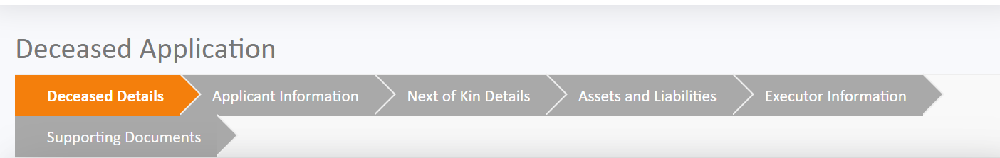 Deceased Application
Deceased Details Applicant Information Next of Kin Details Assets and Liabilities Executor Information
Supporting Documents